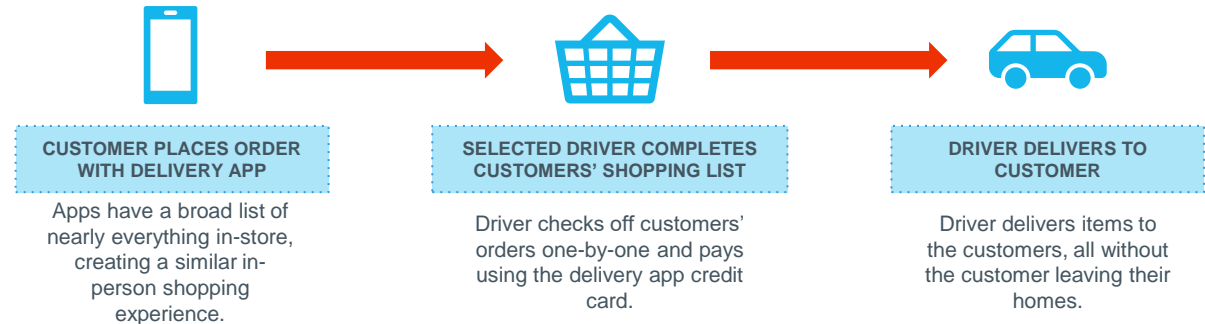 CUSTOMER PLACES ORDER
WITH DELIVERY APP
Apps have a broad list of
nearly everything in-store,
creating a similar in-
person shopping
experience.
SELECTED DRIVER COMPLETES
CUSTOMERS’ SHOPPING LIST
Driver checks off customers’
orders one-by-one and pays
using the delivery app credit
card.
DRIVER DELIVERS TO
CUSTOMER
Driver delivers items to
the customers, all without
the customer leaving their
homes.